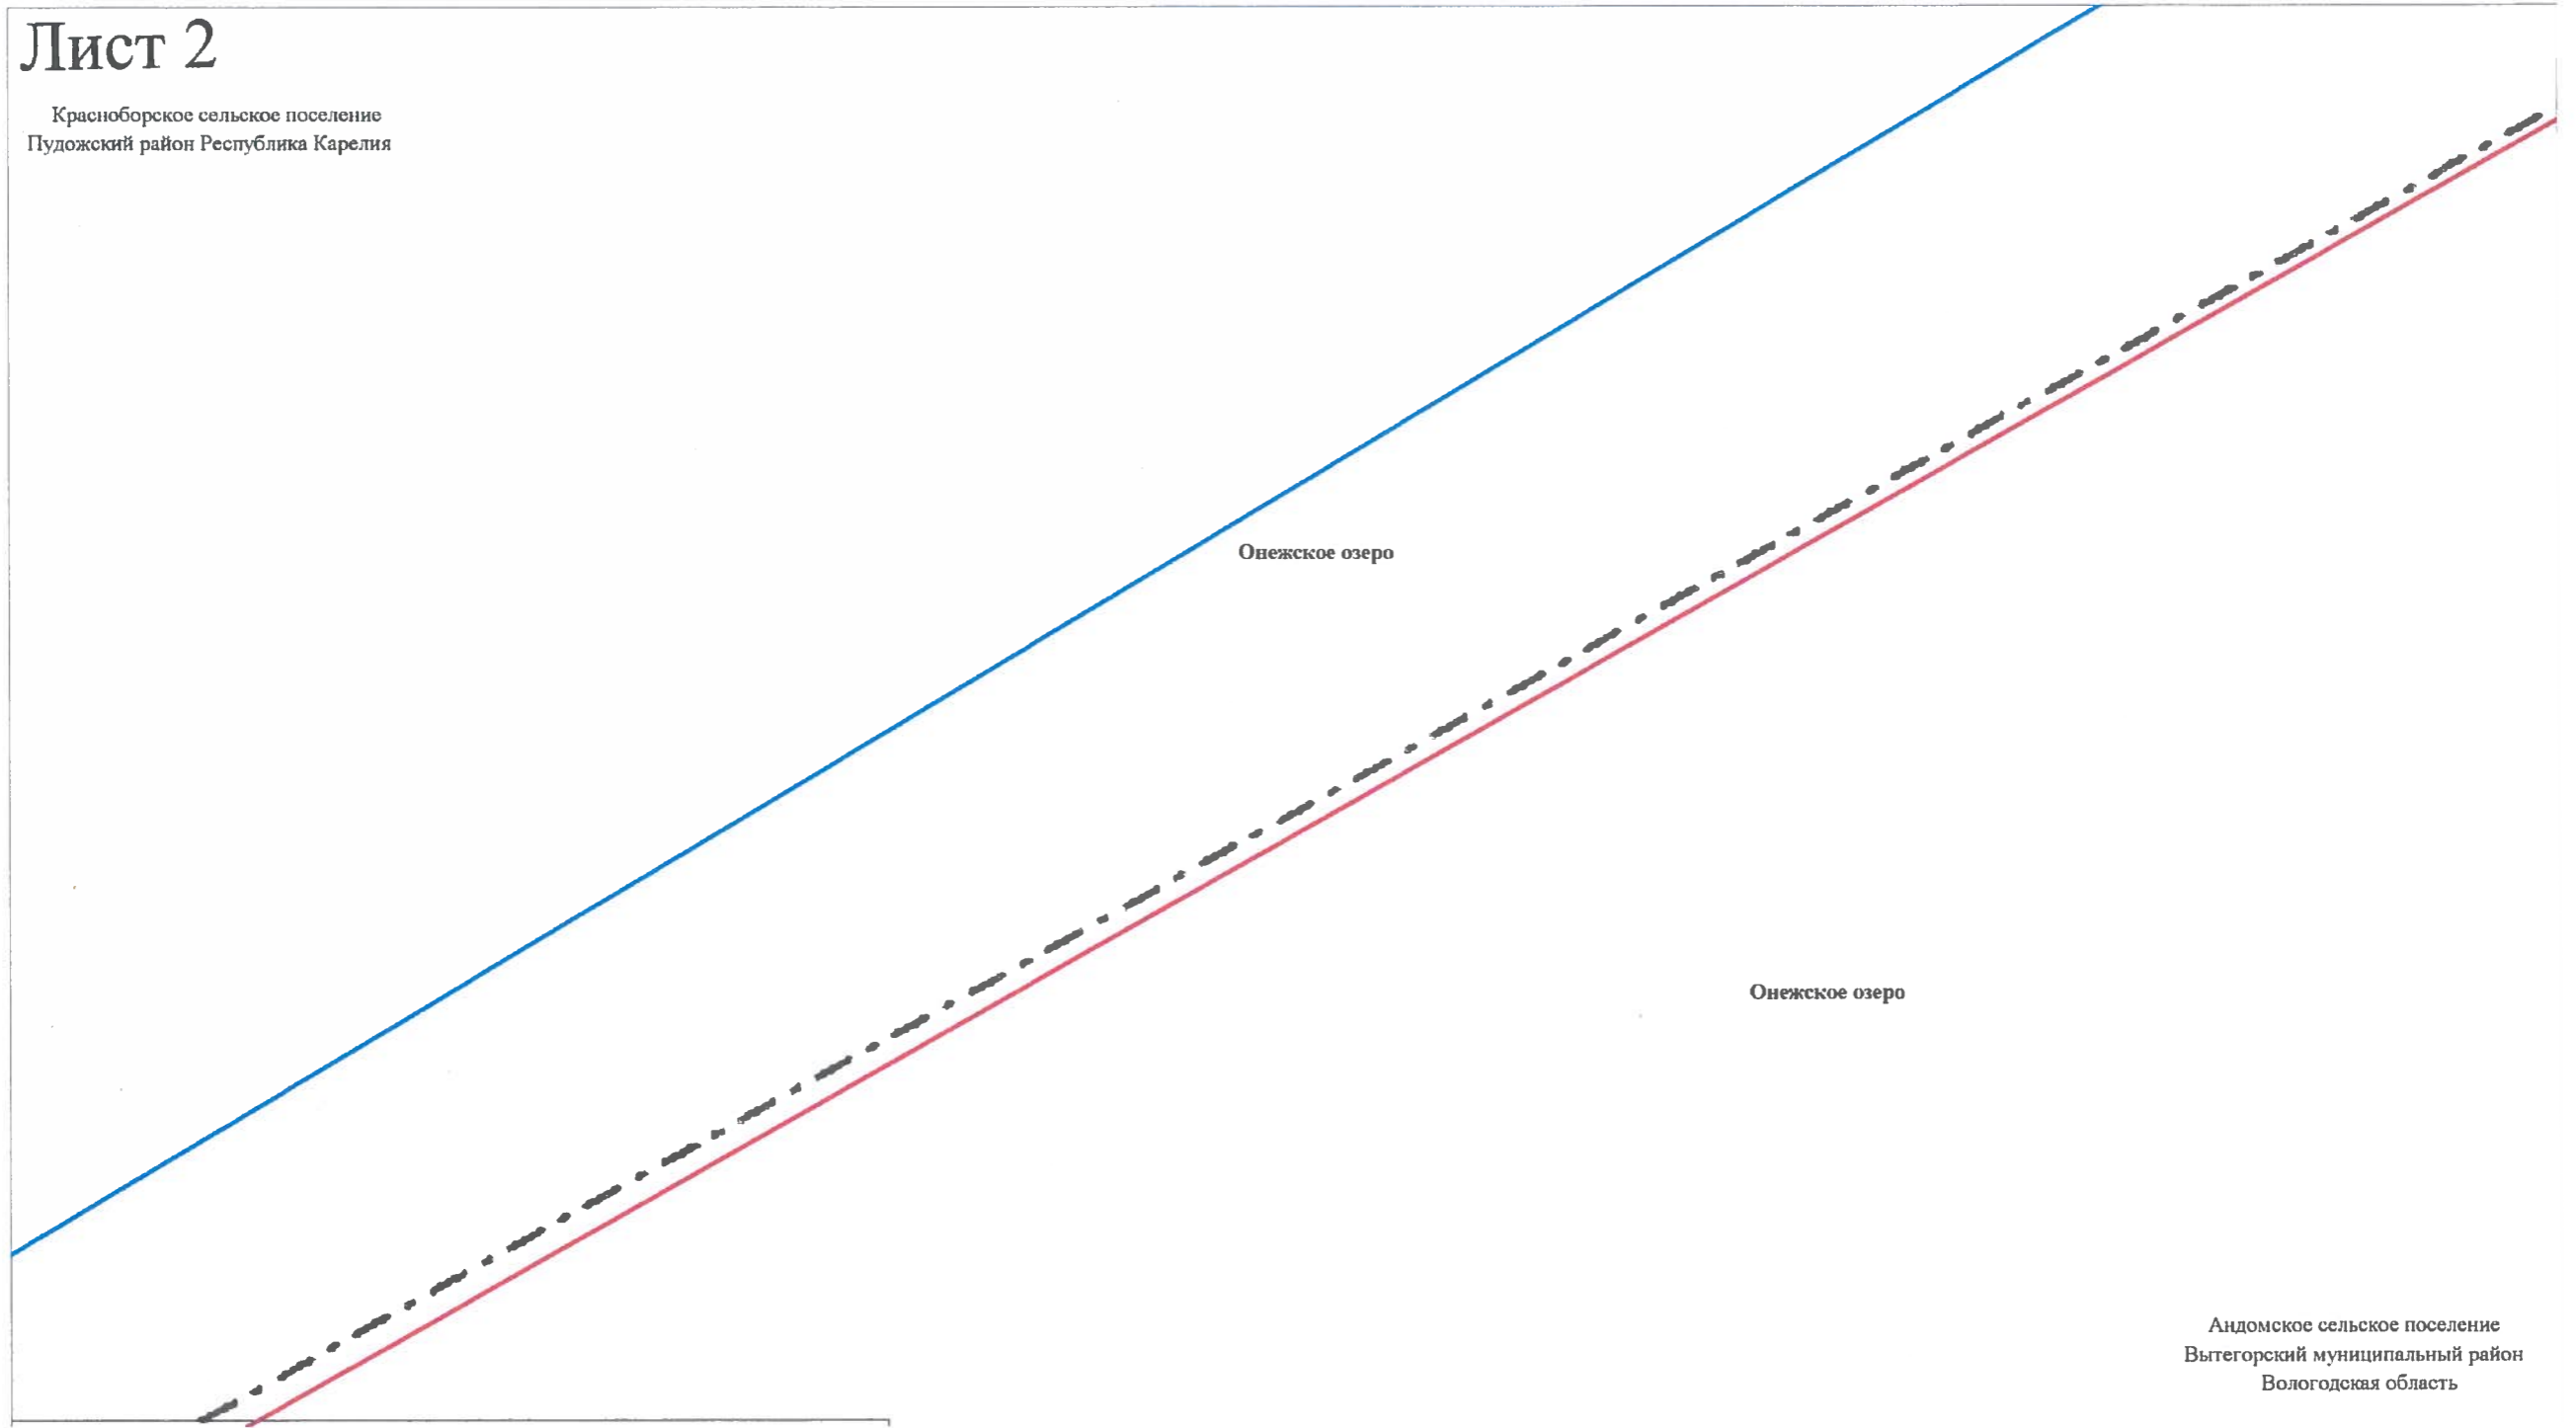 Лист 2
Красноборское сельское поселение
Пудожский район Республика Карелия
Онежское озеро
Онежское озеро
Андомское сельское поселение
Вытегорский муниципальный район
Вологодская область